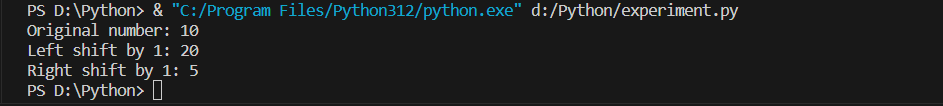 PS D:\Python> & "C:/Program Files/Python312/python.exe" d:/Python/experiment.py
Original number: 10
Left shift by 1: 20
Right shift by 1: 5
PS D:\Python>